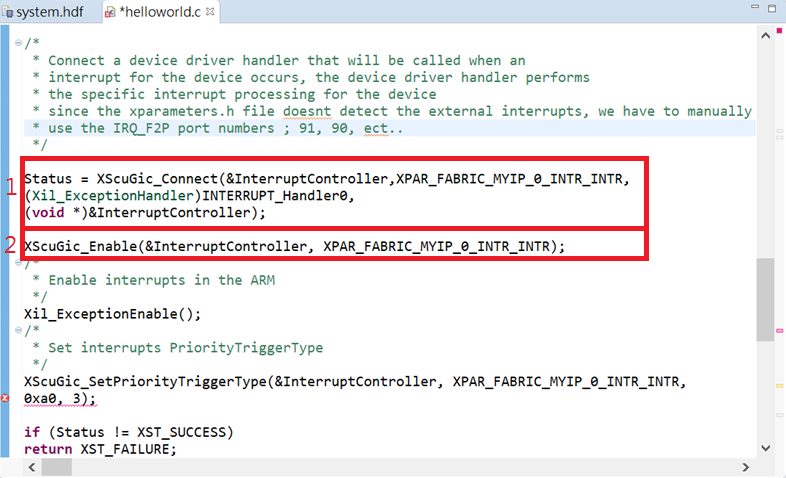 system.hdf
*helloworld.c
/*
* Connect a device driver handler that will be called when an
* interrupt for the device occurs, the device driver handler performs
* the specific interrupt processing for the device
* since the xparameters.h file doesnt detect the external interrupts, we have to manually
* use the IRQ_F2P port numbers ; 91, 90, ect..
*/
1
Status = XScuGic_Connect(&InterruptController,XPAR_FABRIC_MYIP_0_INTR_INTR,
(Xil_ExceptionHandler)INTERRUPT_Handler0,
(void *)&InterruptController);
2
XScuGic_Enable(&InterruptController, XPAR_FABRIC_MYIP_0_INTR_INTR);
/*
* Enable interrupts in the ARM
*/
Xil_ExceptionEnable();
/*
* Set interrupts PriorityTriggerType
*/
XScuGic_SetPriorityTriggerType(&InterruptController, XPAR_FABRIC_MYIP_0_INTR_INTR,
0xa0, 3);
if (Status != XST_SUCCESS)
return XST_FAILURE;